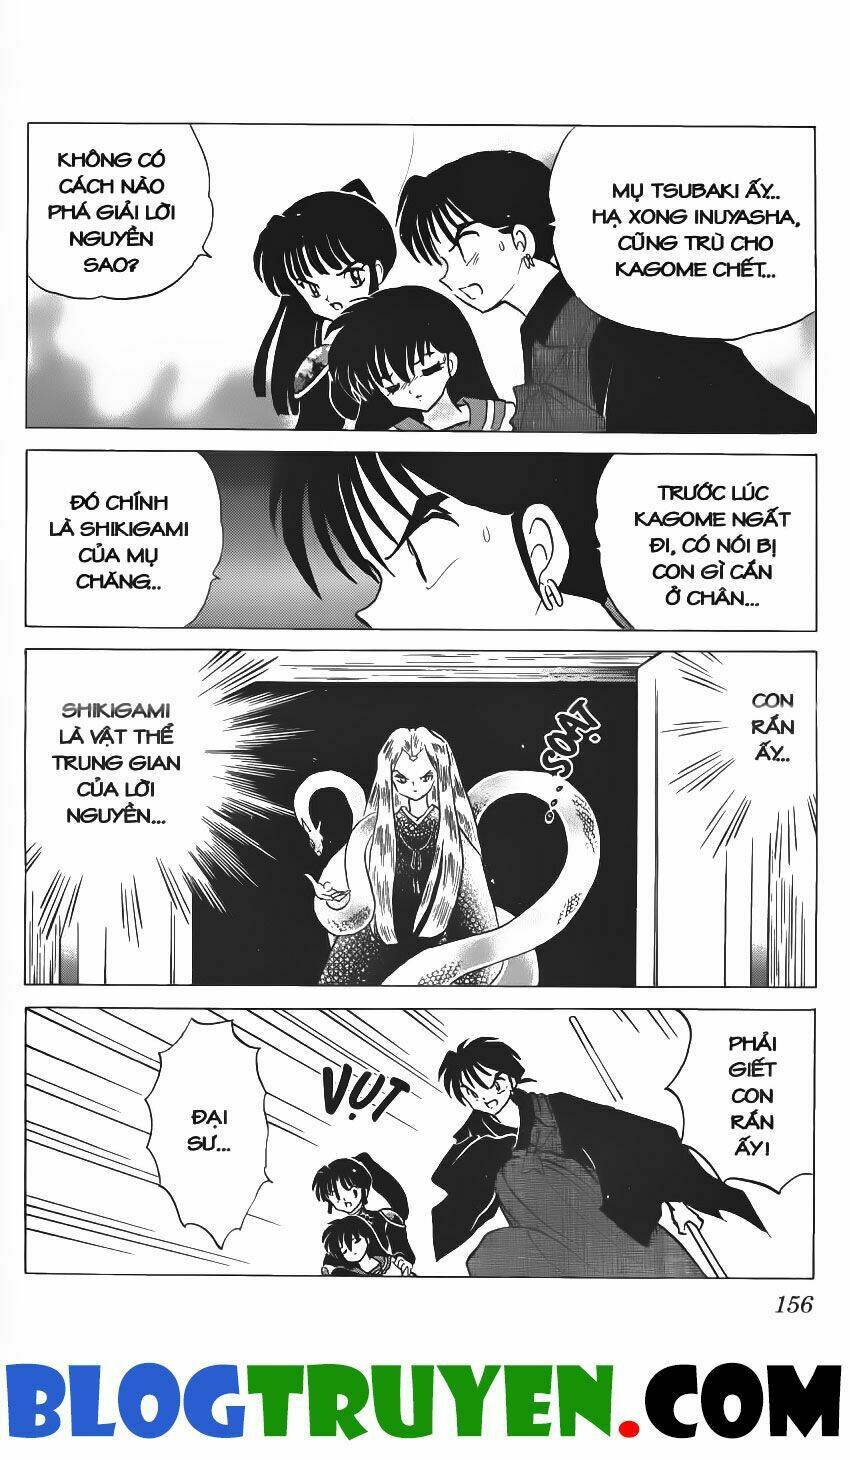 MỤ TSUBAKI ẤY...
HẠ XONG INUYASHA,
CŨNG TRÙ CHO
KAGOME CHẾT...
KHÔNG CÓ
CÁCH NÀO
PHÁ GIẢI LỜI
NGUYỀN
SAO?
TRƯỚC LÚC
KAGOME NGẤT
ĐI, CÓ NÓI BỊ
CON GÌ CẮN
Ở CHÂN...
ĐÓ CHÍNH
LÀ SHIKIGAMI
CỦA MỤ
CHĂNG...
CON
RẮN
ẤY...
SOẠT
SHIKIGAMI
LÀ VẬT THỂ
TRUNG GIAN
CỦA LỜI
NGUYỀN...
PHẢI
GIẾT
CON
RẮN
ẤY!
VỤT
ĐẠI
SƯ...
156
BLOGTRUYEN.COM